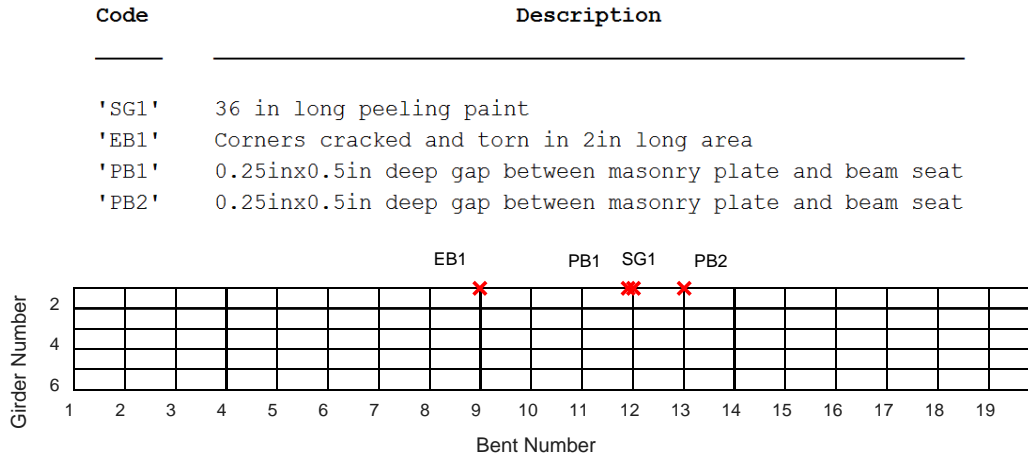 Code Description
'SG1' 36 in long peeling paint
'EB1' Corners cracked and torn in 2in long area
'PB1' 0.25inx0.5in deep gap between masonry plate and beam seat
'PB2' 0.25inx0.5in deep gap between masonry plate and beam seat
EB1 PB1 SG1 PB2
Girder Number
2
4
6
1 2 3 4 5 6 7 8 9 10 11 12 13 14 15 16 17 18 19
Bent Number